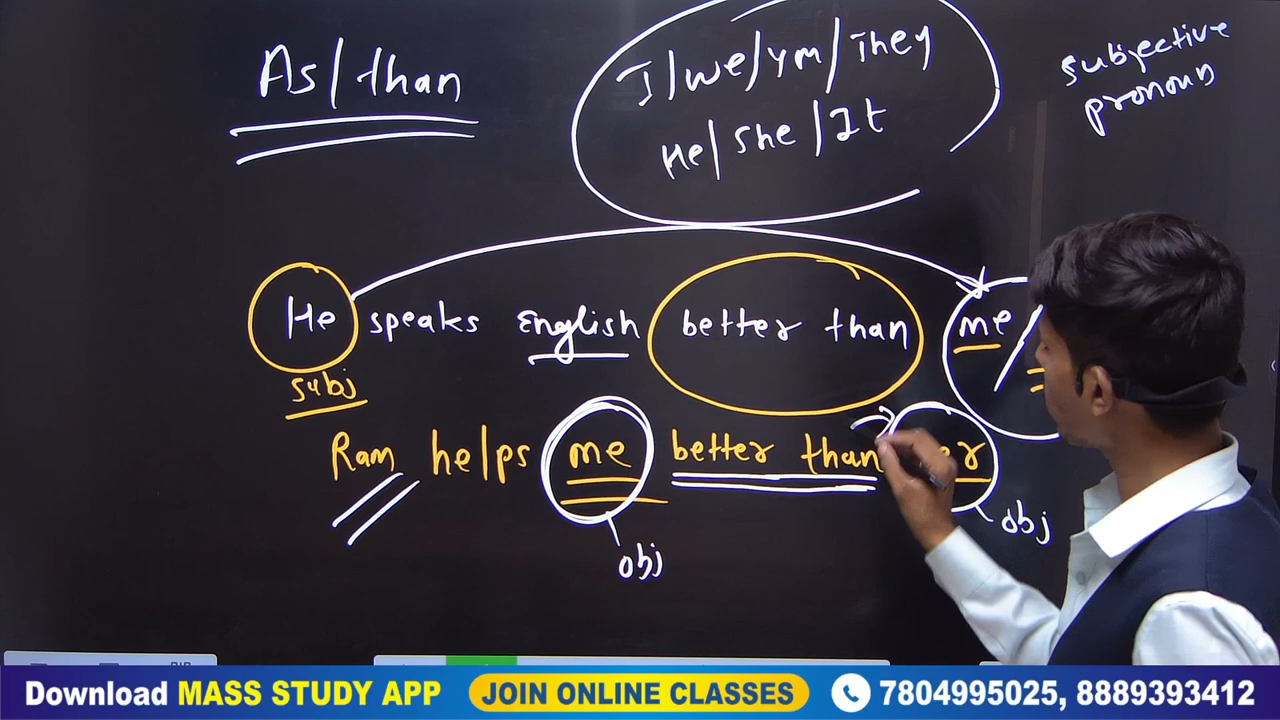 As/than
I/we/you/They
He/she/It
subjective
pronoun
He speaks English better than me /
subj
Ram helps me better than
obj
obj
Download MASS STUDY APP JOIN ONLINE CLASSES 7804995025, 8889393412